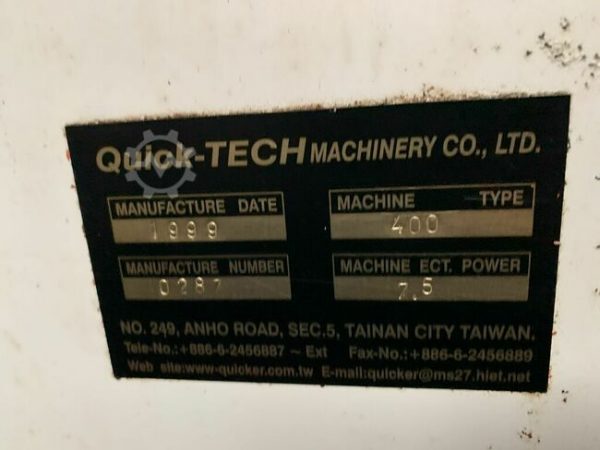 Quick-TECH MACHINERY CO., LTD.
MANUFACTURE DATE MACHINE TYPE
1999 400
MANUFACTURE NUMBER MACHINE ECT. POWER
0287 7.5
NO. 249, ANHO ROAD, SEC.5, TAINAN CITY TAIWAN.
Tele-No.:+886-6-2456887 ~ Ext Fax-No.:+886-6-2456889
Web site:www-quicker.com.tw E-mail:quicker@ms27.hiet.net